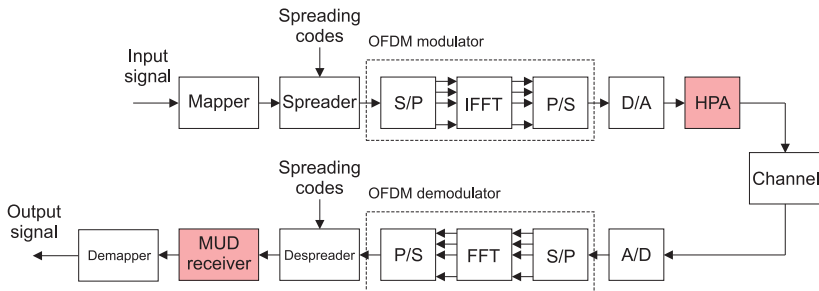 Spreading
codes
OFDM modulator
Input
signal
Mapper
Spreader
S/P
IFFT
P/S
D/A
HPA
Channel
Spreading
codes
OFDM demodulator
Output
signal
Demapper
MUD
receiver
Despreader
P/S
FFT
S/P
A/D